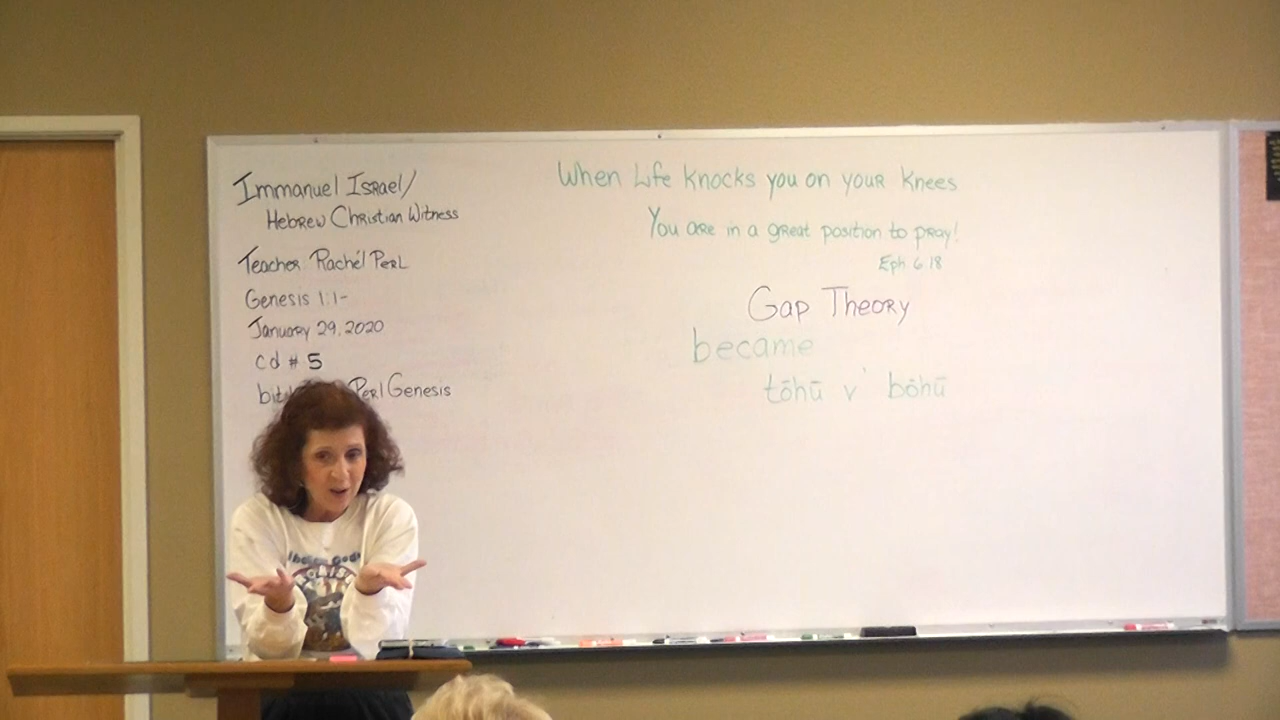 Immanuel Israel/
Hebrew Christian Witness
Teacher Rachél Perl
Genesis 1:1-
January 29, 2020
cd # 5
Perl Genesis
When Life Knocks you on your Knees
You are in a great position to pray!
Eph 6 18
Gap Theory
became
tōhū v' bōhū